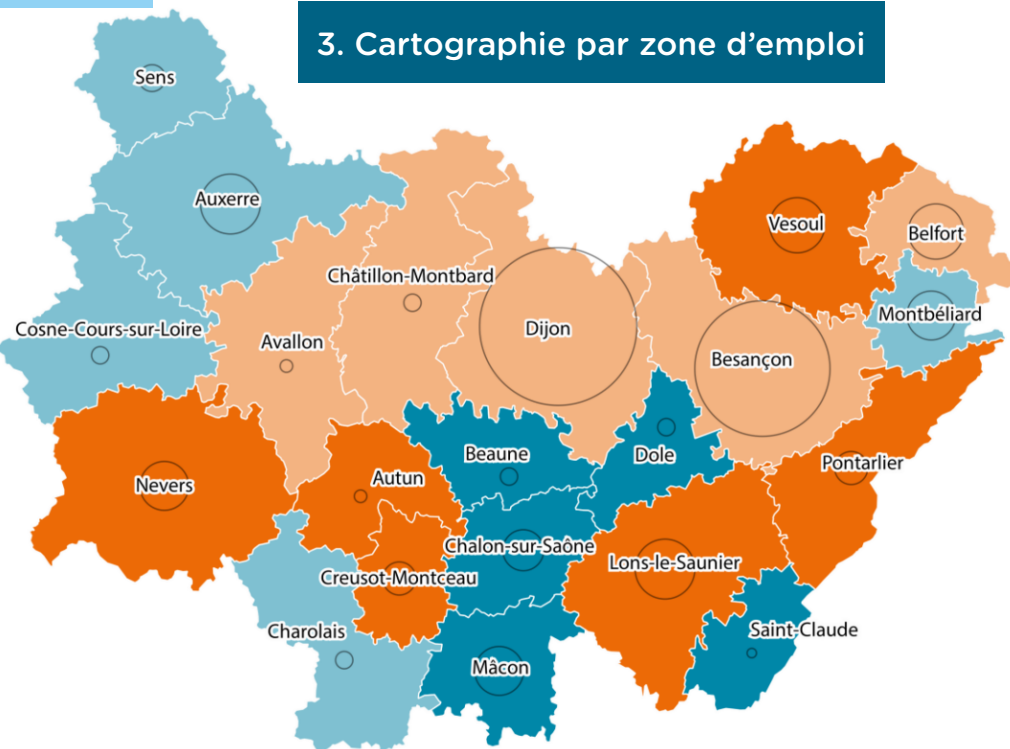 3. Cartographie par zone d'emploi
Sens
Auxerre
Vesoul
Belfort
Châtillon-Montbard
Montbéliard
Cosne-Cours-sur-Loire
Dijon
Avallon
Besançon
Beaune
Dole
Pontarlier
Autun
Nevers
Chalon-sur-Saône
Lons-le-Saunier
Creusot-Montceau
Charolais
Saint-Claude
Mâcon